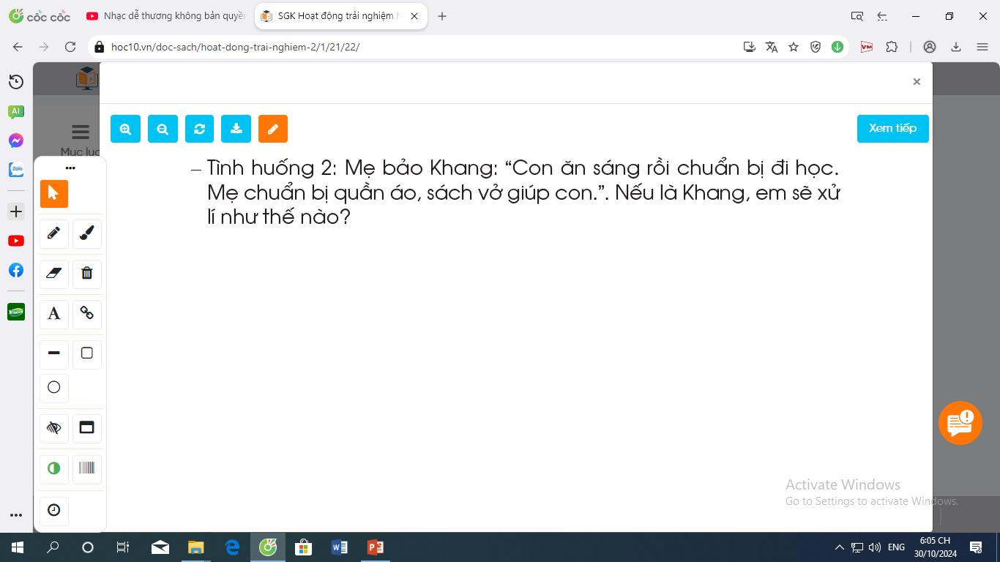 cốc cốc
Nhạc dễ thương không bản quyền
SGK Hoạt động trải nghiệm h
hoc10.vn/doc-sach/hoat-dong-trai-nghiem-2/1/21/22/
VM
AI
Zalo
Mục lục
Xem tiếp
– Tình huống 2: Mẹ bảo Khang: “Con ăn sáng rồi chuẩn bị đi học.
Mẹ chuẩn bị quần áo, sách vở giúp con.”. Nếu là Khang, em sẽ xử
lí như thế nào?
A
Activate Windows
Go to Settings to activate Windows.
ENG
6:05 CH
30/10/2024